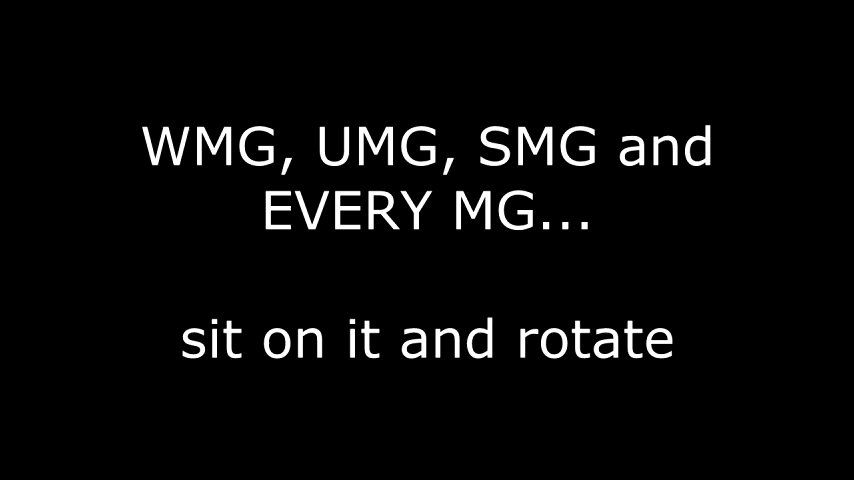 WMG, UMG, SMG and
EVERY MG...
sit on it and rotate